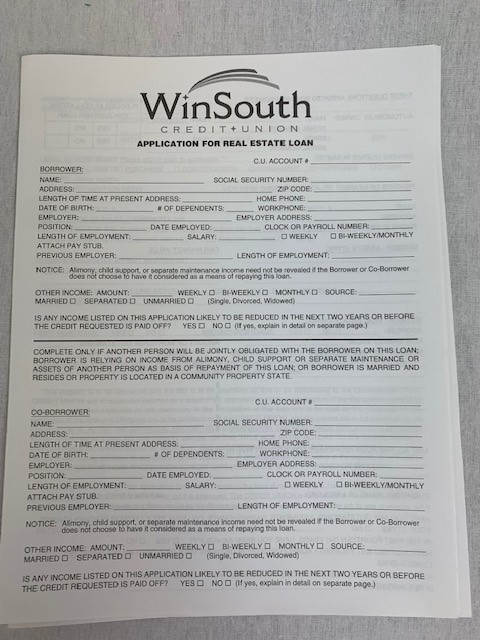 WinSouth
CREDIT UNION
APPLICATION FOR REAL ESTATE LOAN
C.U. ACCOUNT #
BORROWER:
NAME: SOCIAL SECURITY NUMBER:
ADDRESS: ZIP CODE:
LENGTH OF TIME AT PRESENT ADDRESS: HOME PHONE:
DATE OF BIRTH: # OF DEPENDENTS: WORKPHONE:
EMPLOYER: EMPLOYER ADDRESS:
POSITION: DATE EMPLOYED: CLOCK OR PAYROLL NUMBER:
LENGTH OF EMPLOYMENT: SALARY: ☐ WEEKLY ☐ BI-WEEKLY/MONTHLY
ATTACH PAY STUB.
PREVIOUS EMPLOYER: LENGTH OF EMPLOYMENT:
NOTICE: Alimony, child support, or separate maintenance income need not be revealed if the Borrower or Co-Borrower
does not choose to have it considered as a means of repaying this loan.
OTHER INCOME: AMOUNT: WEEKLY ☐ BI-WEEKLY ☐ MONTHLY ☐ SOURCE:
MARRIED ☐ SEPARATED ☐ UNMARRIED ☐ (Single, Divorced, Widowed)
IS ANY INCOME LISTED ON THIS APPLICATION LIKELY TO BE REDUCED IN THE NEXT TWO YEARS OR BEFORE
THE CREDIT REQUESTED IS PAID OFF? YES ☐ NO ☐ (If yes, explain in detail on separate page.)
COMPLETE ONLY IF ANOTHER PERSON WILL BE JOINTLY OBLIGATED WITH THE BORROWER ON THIS LOAN;
BORROWER IS RELYING ON INCOME FROM ALIMONY, CHILD SUPPORT OR SEPARATE MAINTENANCE OR
ASSETS OF ANOTHER PERSON AS BASIS OF REPAYMENT OF THIS LOAN; OR BORROWER IS MARRIED AND
RESIDES OR PROPERTY IS LOCATED IN A COMMUNITY PROPERTY STATE.
C.U. ACCOUNT #
CO-BORROWER:
NAME: SOCIAL SECURITY NUMBER:
ADDRESS: ZIP CODE:
LENGTH OF TIME AT PRESENT ADDRESS: HOME PHONE:
DATE OF BIRTH: # OF DEPENDENTS: WORKPHONE:
EMPLOYER: EMPLOYER ADDRESS:
POSITION: DATE EMPLOYED: CLOCK OR PAYROLL NUMBER:
LENGTH OF EMPLOYMENT: SALARY: ☐ WEEKLY ☐ BI-WEEKLY/MONTHLY
ATTACH PAY STUB.
PREVIOUS EMPLOYER: LENGTH OF EMPLOYMENT:
NOTICE: Alimony, child support, or separate maintenance income need not be revealed if the Borrower or Co-Borrower
does not choose to have it considered as a means of repaying this loan.
OTHER INCOME: AMOUNT: WEEKLY ☐ BI-WEEKLY ☐ MONTHLY ☐ SOURCE:
MARRIED ☐ SEPARATED ☐ UNMARRIED ☐ (Single, Divorced, Widowed)
IS ANY INCOME LISTED ON THIS APPLICATION LIKELY TO BE REDUCED IN THE NEXT TWO YEARS OR BEFORE
THE CREDIT REQUESTED IS PAID OFF? YES ☐ NO ☐ (If yes, explain in detail on separate page.)